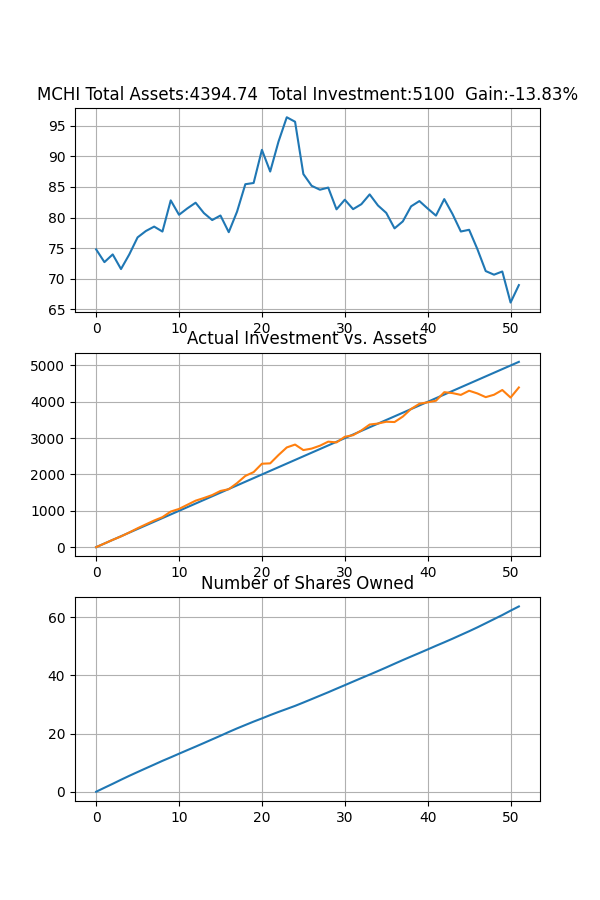 MCHI Total Assets:4394.74  Total Investment:5100  Gain:-13.83%
95
90
85
80
75
70
65
0 10 20 30 40 50
Actual Investment vs. Assets
5000
4000
3000
2000
1000
0
0 10 20 30 40 50
Number of Shares Owned
60
40
20
0
0 10 20 30 40 50